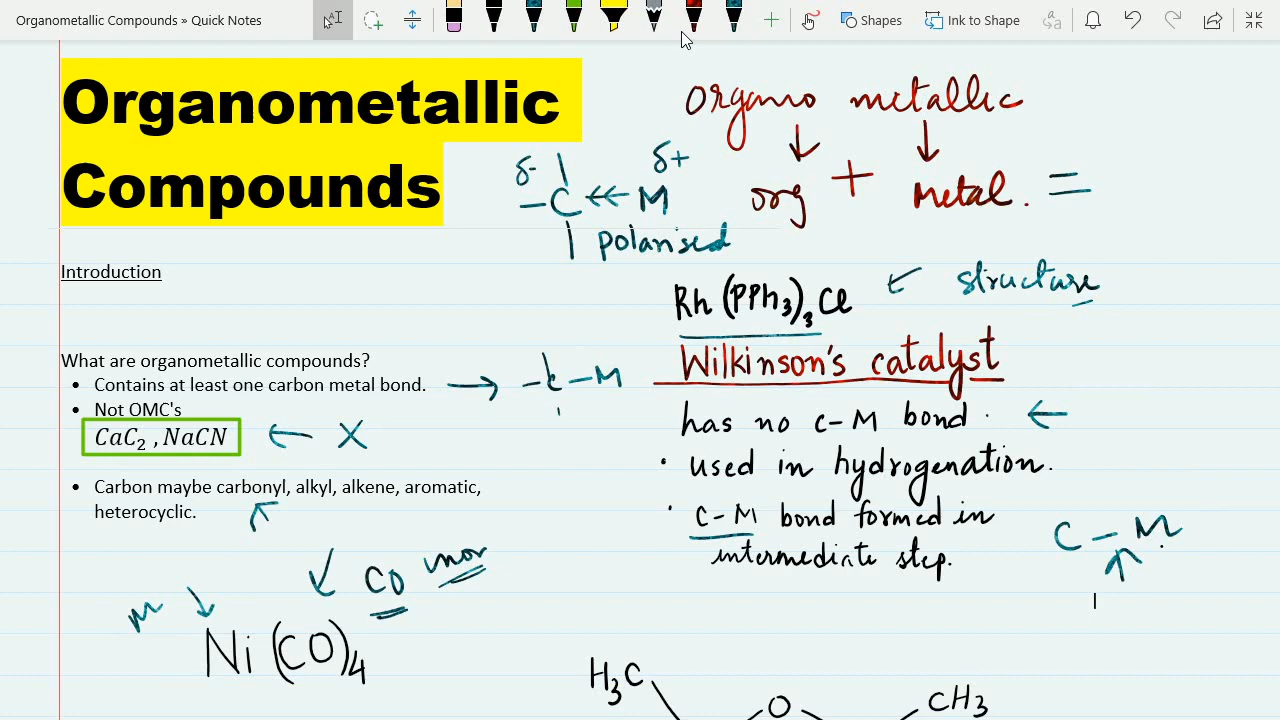 Organometallic Compounds » Quick Notes
Shapes
Ink to Shape
Organometallic
Compounds
Organo metallic
org + Metal. =
δ- δ+
– C ↞ M
polarised
Introduction
Rh (PPh₃)₃Cl ← structure
Wilkinson's catalyst
has no C–M bond. ←
• used in hydrogenation.
• C–M bond formed in
intermediate step.
C – M
What are organometallic compounds?
• Contains at least one carbon metal bond. → –C–M
• Not OMC's
CaC₂ , NaCN ← X
• Carbon maybe carbonyl, alkyl, alkene, aromatic,
heterocyclic.
CO
M
Ni(CO)₄
H₃C
O
CH₃